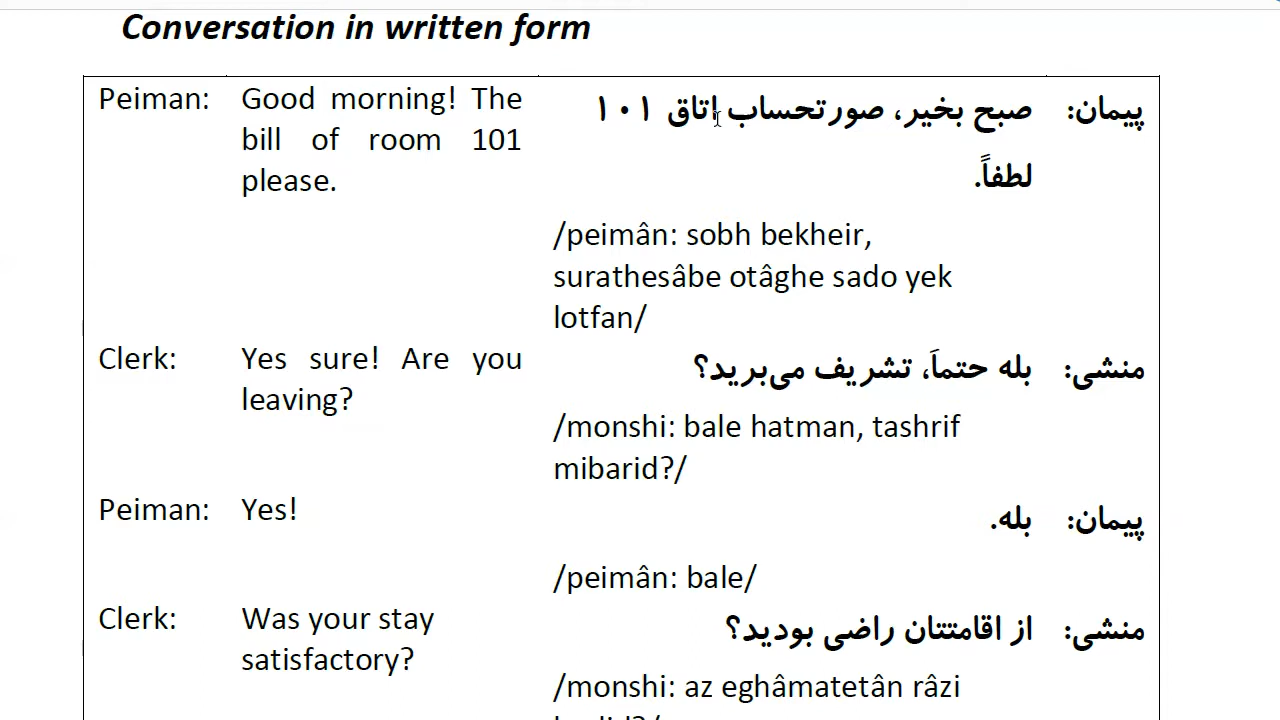 Conversation in written form
Peiman:
Good morning! The
bill of room 101
please.
پیمان:
صبح بخیر، صورتحساب اتاق ۱۰۱
لطفاً.
/peimân: sobh bekheir,
surathesâbe otâghe sado yek
lotfan/
Clerk:
Yes sure! Are you
leaving?
منشی:
بله حتماَ، تشریف می‌برید؟
/monshi: bale hatman, tashrif
mibarid?/
Peiman:
Yes!
پیمان:
بله.
/peimân: bale/
Clerk:
Was your stay
satisfactory?
منشی:
از اقامتتان راضی بودید؟
/monshi: az eghâmatetân râzi